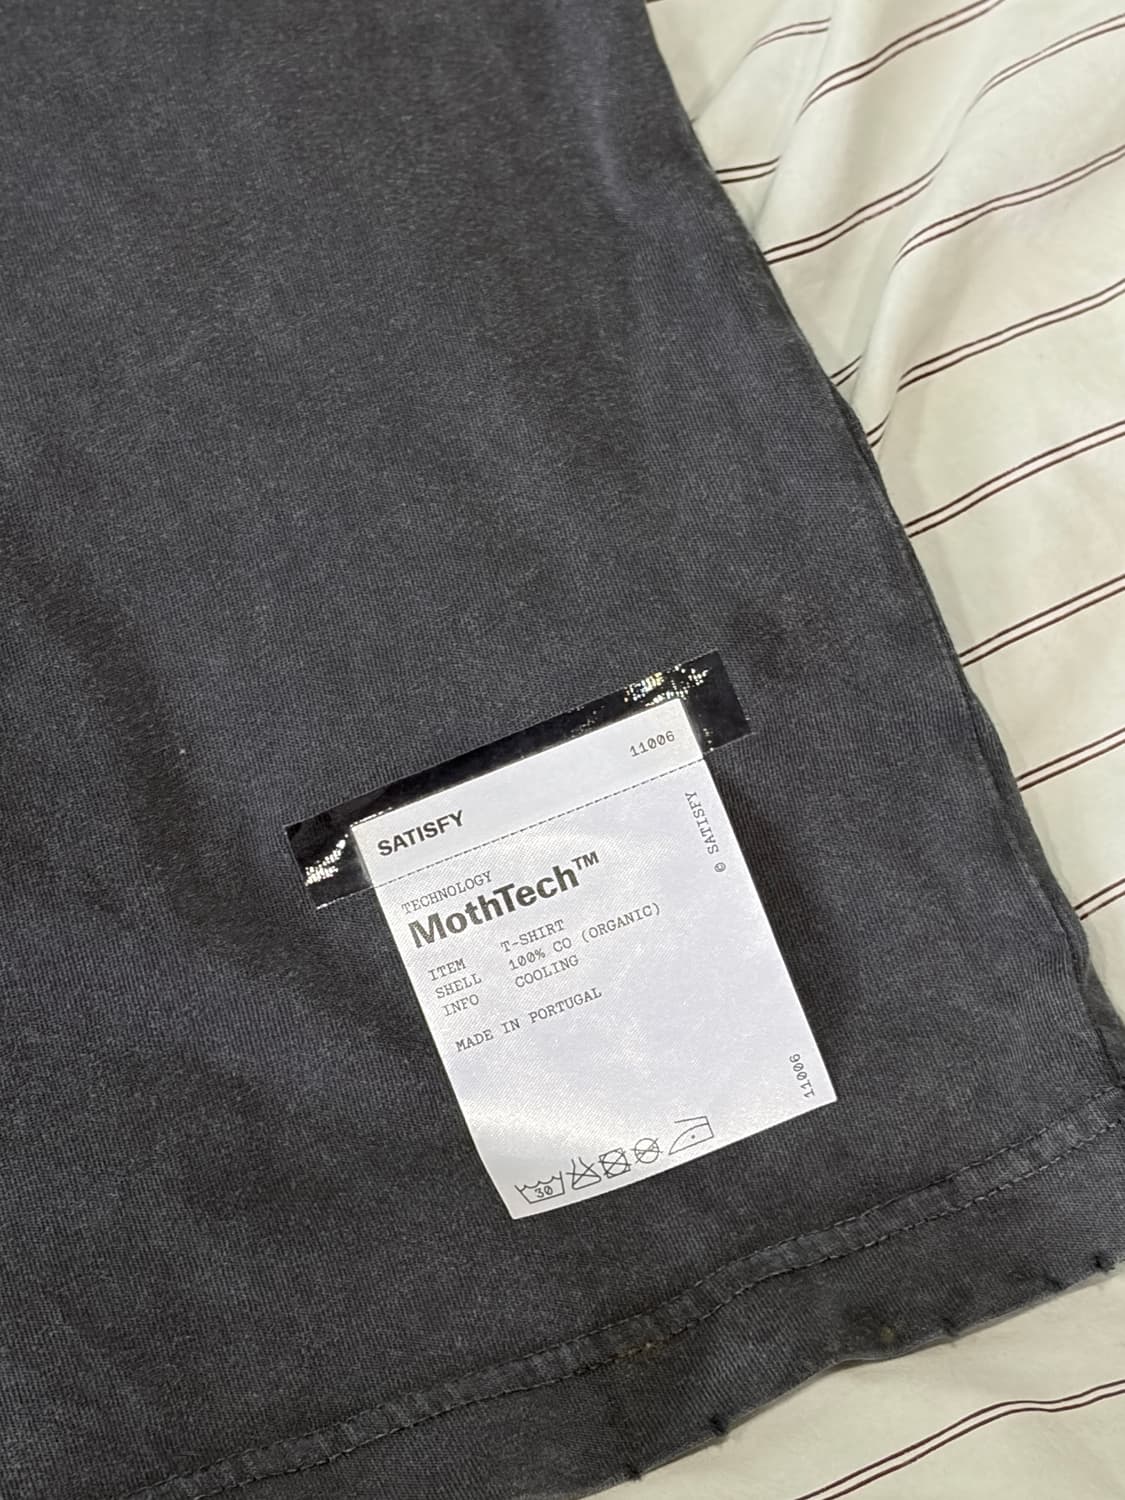 SATISFY
11006
© SATISFY
TECHNOLOGY
MothTech™
ITEM T-SHIRT
SHELL 100% CO (ORGANIC)
INFO COOLING
MADE IN PORTUGAL
11006
30